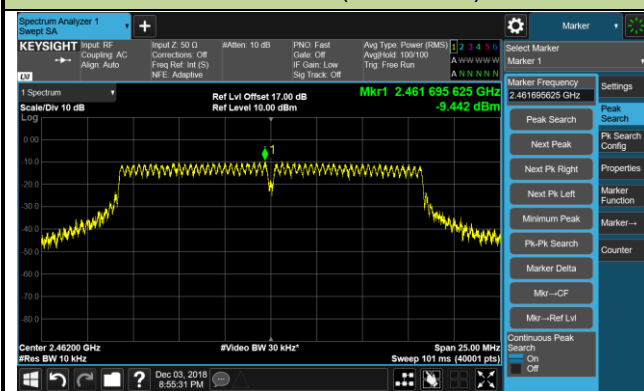 Spectrum Analyzer 1
Swept SA
Marker
KEYSIGHT
Input: RF
Coupling: AC
Align: Auto
Input Z: 50 Ω
Corrections: Off
Freq Ref: Int (S)
NFE: Adaptive
#Atten: 10 dB
PNO: Fast
Gate: Off
IF Gain: Low
Sig Track: Off
Avg Type: Power (RMS)
Avg|Hold: 100/100
Trig: Free Run
1 2 3 4 5 6
A W W W W W
A N N N N N
Select Marker
Marker 1
LXI
1 Spectrum
Scale/Div 10 dB
Log
Ref Lvl Offset 17.00 dB
Ref Level 10.00 dBm
Mkr1 2.461 695 625 GHz
-9.442 dBm
Marker Frequency
2.461695625 GHz
Settings
Peak Search
Next Peak
Next Pk Right
Next Pk Left
Minimum Peak
Pk-Pk Search
Marker Delta
Mkr→CF
Mkr→Ref Lvl
Continuous Peak
Search
On
Off
Peak
Search
Pk Search
Config
Properties
Marker
Function
Marker→
Counter
0.00
-10.0
-20.0
-30.0
-40.0
-50.0
-60.0
-70.0
-80.0
1
Center 2.46200 GHz
#Res BW 10 kHz
#Video BW 30 kHz*
Span 25.00 MHz
Sweep 101 ms (40001 pts)
?
Dec 03, 2018
8:55:31 PM